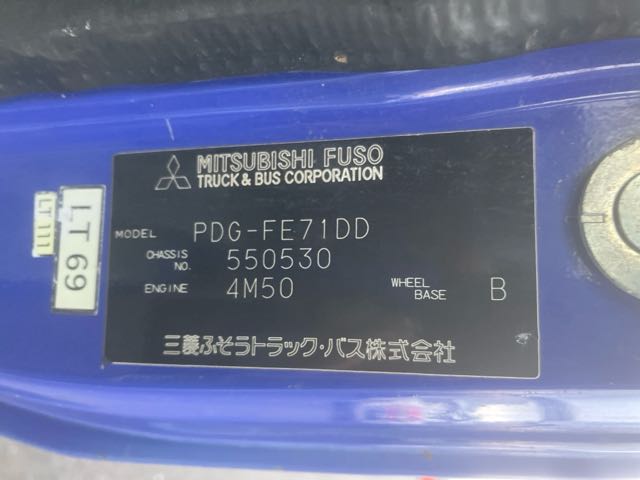 MITSUBISHI FUSO
TRUCK & BUS CORPORATION
MODEL PDG-FE71DD
CHASSIS NO. 550530
ENGINE 4M50 WHEEL BASE B
三菱ふそうトラック・バス株式会社
LT 111
LT 69